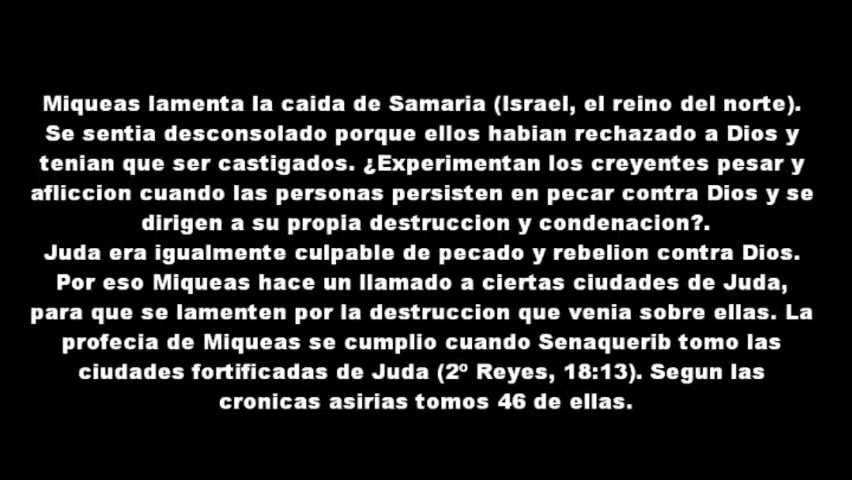 Miqueas lamenta la caida de Samaria (Israel, el reino del norte).
Se sentia desconsolado porque ellos habian rechazado a Dios y
tenian que ser castigados. ¿Experimentan los creyentes pesar y
afliccion cuando las personas persisten en pecar contra Dios y se
dirigen a su propia destruccion y condenacion?.
Juda era igualmente culpable de pecado y rebelion contra Dios.
Por eso Miqueas hace un llamado a ciertas ciudades de Juda,
para que se lamenten por la destruccion que venia sobre ellas. La
profecia de Miqueas se cumplio cuando Senaquerib tomo las
ciudades fortificadas de Juda (2º Reyes, 18:13). Segun las
cronicas asirias tomos 46 de ellas.